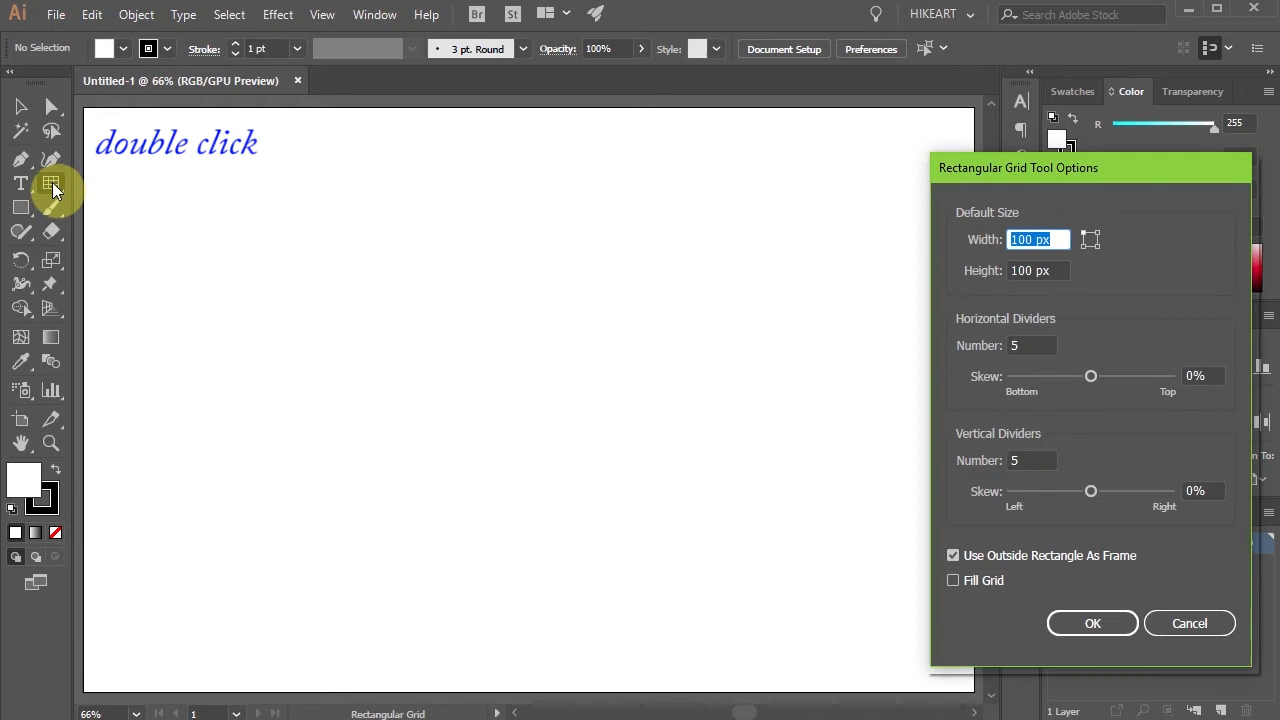 Ai File Edit Object Type Select Effect View Window Help Br St HIKEART Search Adobe Stock
No Selection Stroke: 1 pt 3 pt. Round Opacity: 100% Style: Document Setup Preferences
Untitled-1 @ 66% (RGB/GPU Preview)
Swatches Color Transparency
R 255
double click
Rectangular Grid Tool Options
Default Size
Width: 100 px
Height: 100 px
Horizontal Dividers
Number: 5
Skew: 0%
Bottom Top
Vertical Dividers
Number: 5
Skew: 0%
Left Right
Use Outside Rectangle As Frame
Fill Grid
OK Cancel
n To:
66% 1 Rectangular Grid 1 Layer